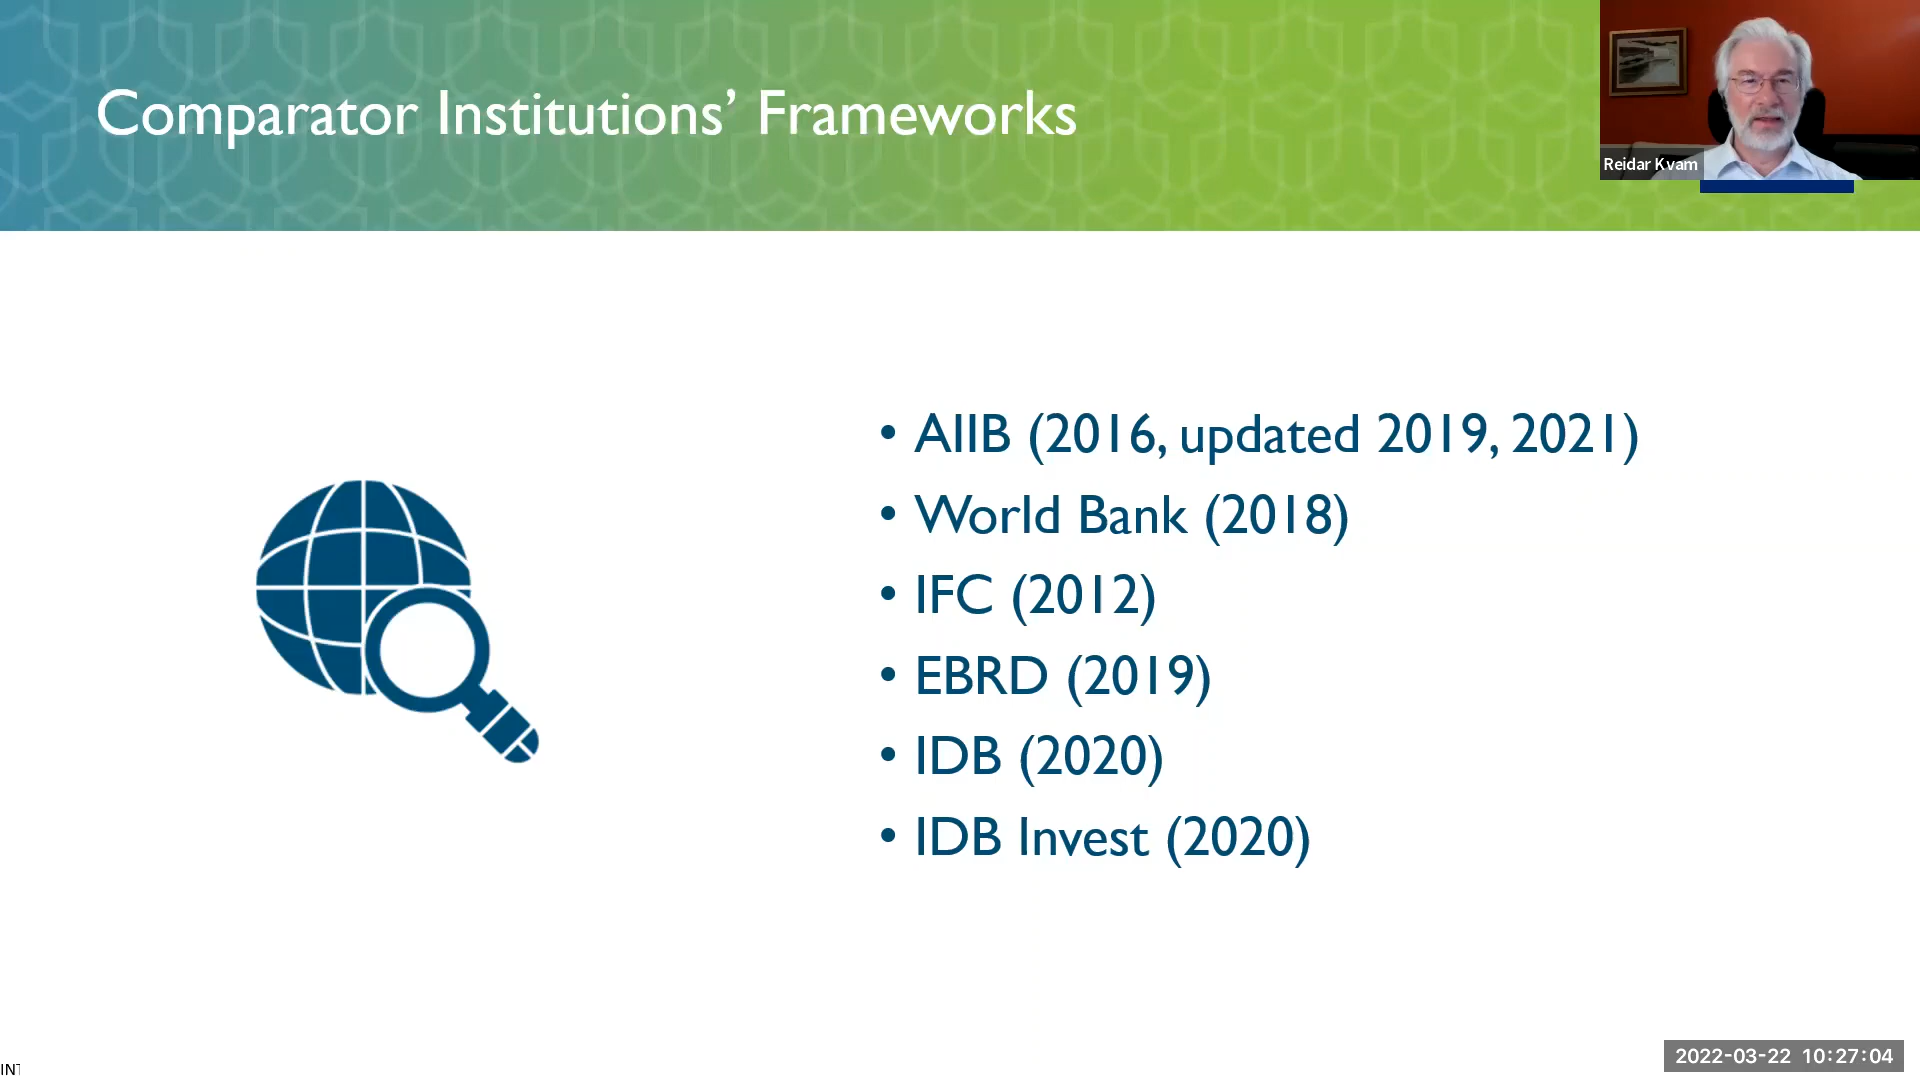 Comparator Institutions’ Frameworks
Reidar Kvam
• AIIB (2016, updated 2019, 2021)
• World Bank (2018)
• IFC (2012)
• EBRD (2019)
• IDB (2020)
• IDB Invest (2020)
2022-03-22 10:27:04